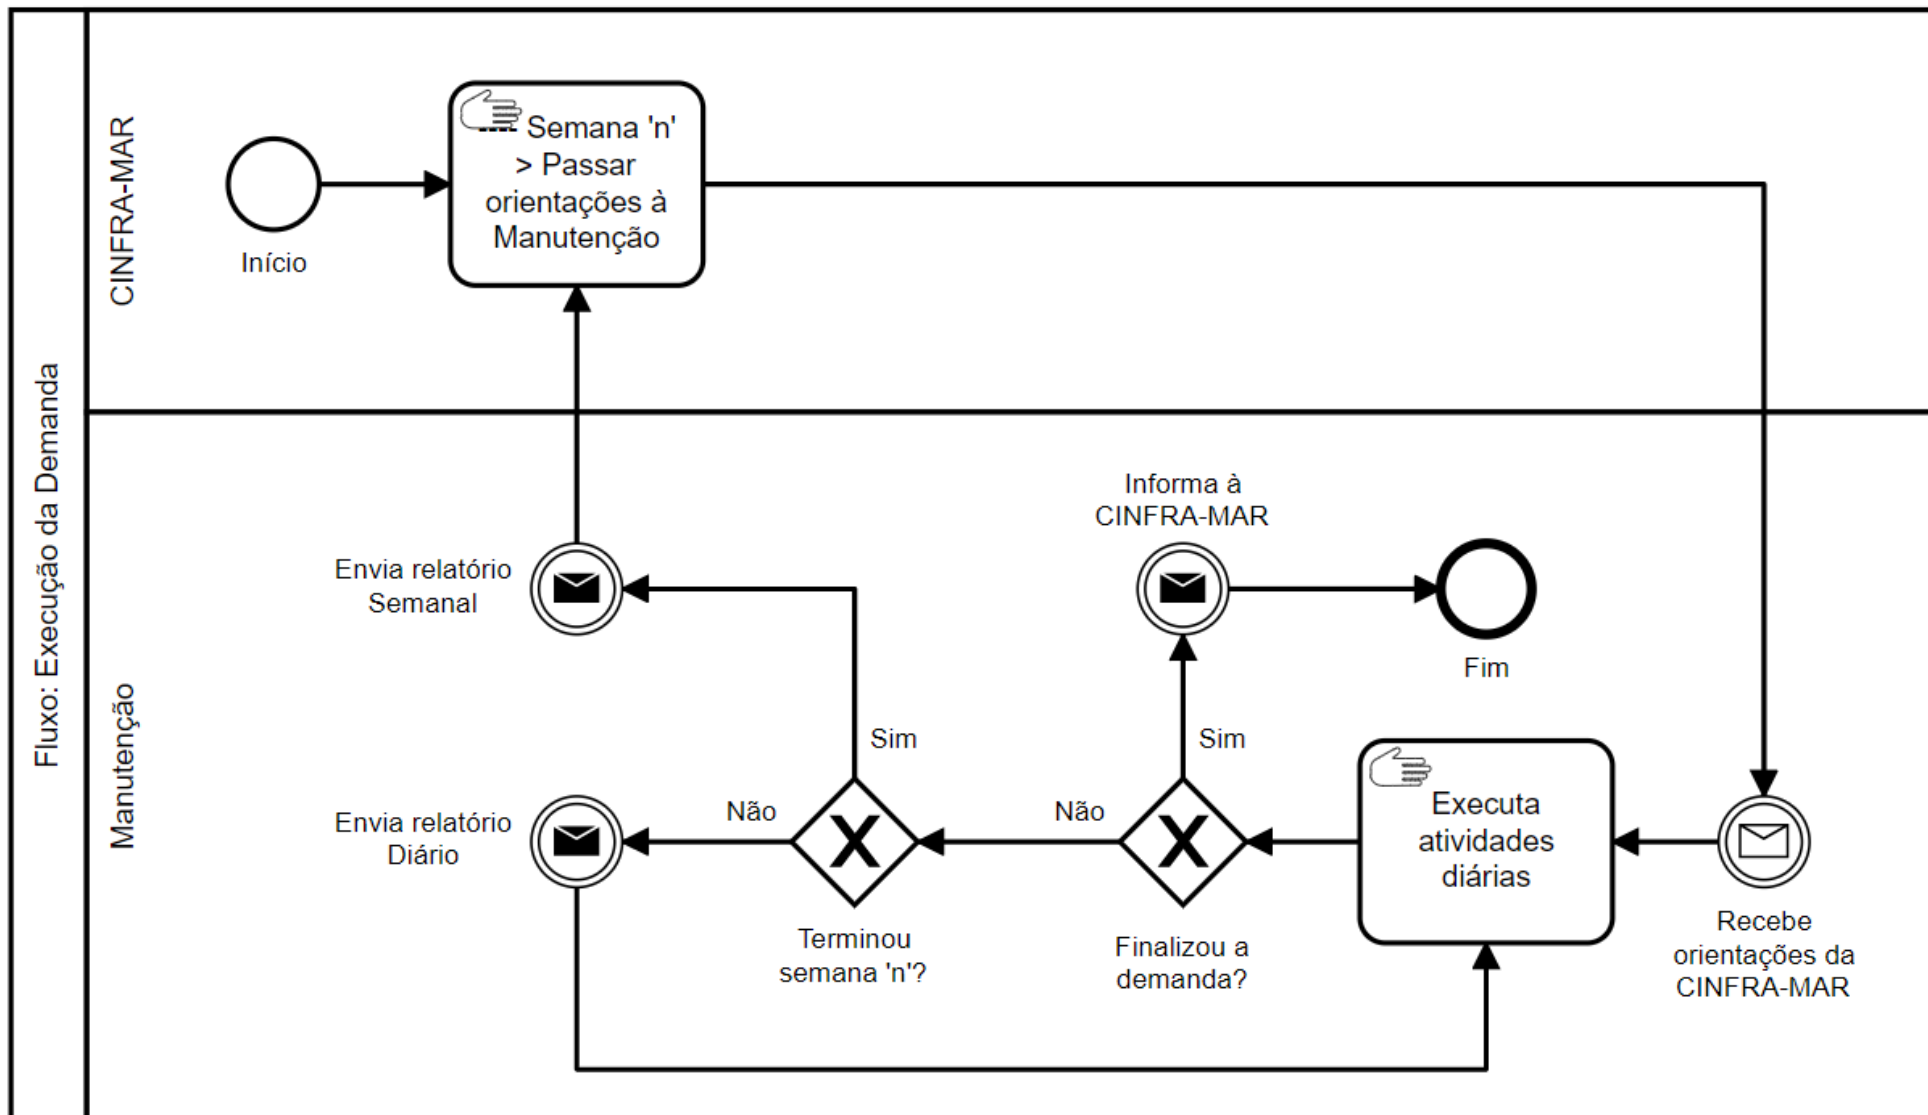 Fluxo: Execução da Demanda
CINFRA-MAR
---- Semana 'n'
> Passar
orientações à
Manutenção
Início
Manutenção
Informa à
CINFRA-MAR
Envia relatório
Semanal
Fim
Sim
Sim
Envia relatório
Diário
Não
Não
Executa
atividades
diárias
Terminou
semana 'n'?
Finalizou a
demanda?
Recebe
orientações da
CINFRA-MAR